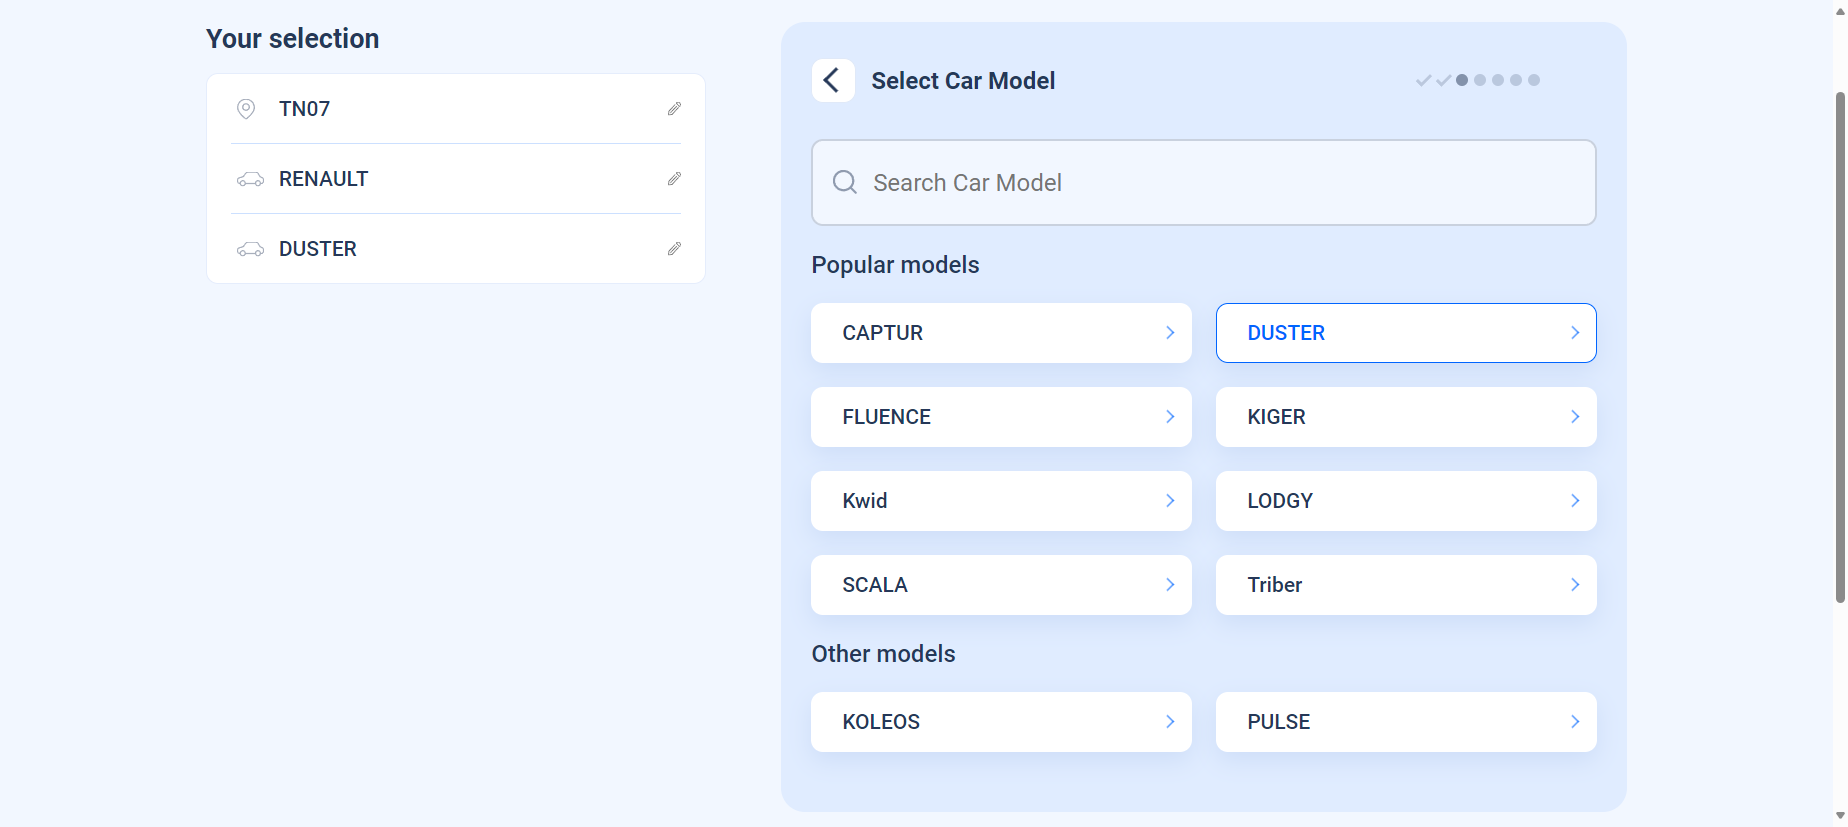 Your selection
TN07
RENAULT
DUSTER
Select Car Model
Search Car Model
Popular models
CAPTUR
DUSTER
FLUENCE
KIGER
Kwid
LODGY
SCALA
Triber
Other models
KOLEOS
PULSE